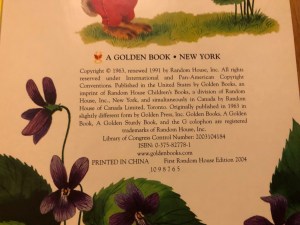 A GOLDEN BOOK • NEW YORK
Copyright © 1963, renewed 1991 by Random House, Inc. All rights
reserved under International and Pan-American Copyright
Conventions. Published in the United States by Golden Books, an
imprint of Random House Children's Books, a division of Random
House, Inc., New York, and simultaneously in Canada by Random House
of Canada Limited, Toronto. Originally published in 1963 in
slightly different form by Golden Press, Inc. Golden Books, A Golden
Book, A Golden Sturdy Book, and the G colophon are registered
trademarks of Random House, Inc.
Library of Congress Control Number: 2003104184
ISBN: 0-375-82778-1
www.goldenbooks.com
PRINTED IN CHINA First Random House Edition 2004
10 9 8 7 6 5